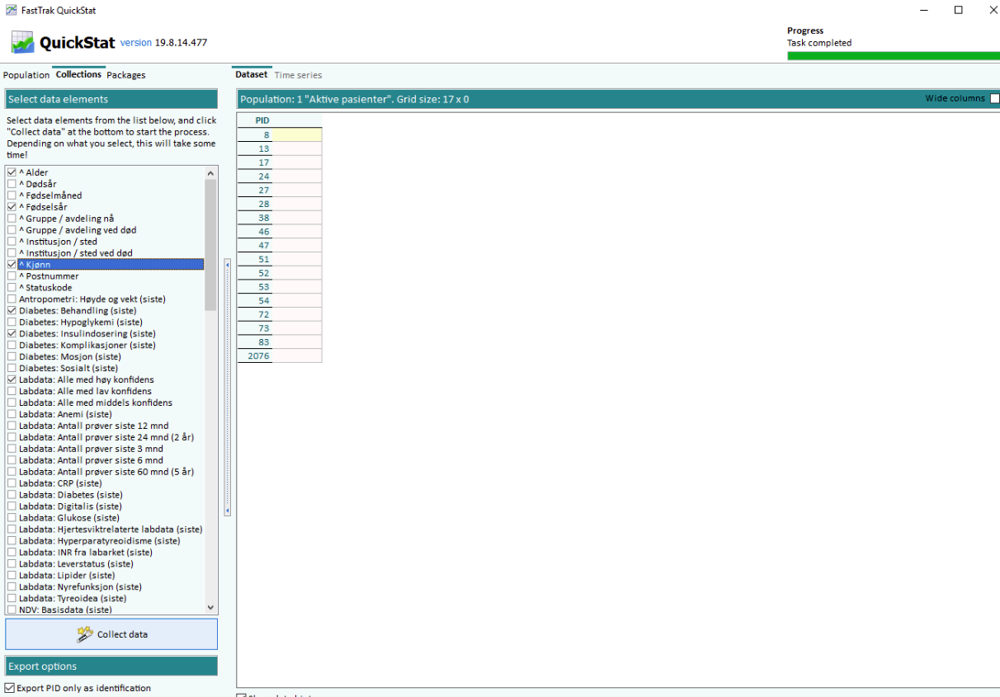 FastTrak QuickStat
QuickStat version 19.8.14.477
Progress
Task completed
Population Collections Packages
Select data elements
Select data elements from the list below, and click
"Collect data" at the bottom to start the process.
Depending on what you select, this will take some
time!
^ Alder
^ Dødsår
^ Fødselmåned
^ Fødselsår
^ Gruppe / avdeling nå
^ Gruppe / avdeling ved død
^ Institusjon / sted
^ Institusjon / sted ved død
^ Kjønn
^ Postnummer
^ Statuskode
Antropometri: Høyde og vekt (siste)
Diabetes: Behandling (siste)
Diabetes: Hypoglykemi (siste)
Diabetes: Insulindosering (siste)
Diabetes: Komplikasjoner (siste)
Diabetes: Mosjon (siste)
Diabetes: Sosialt (siste)
Labdata: Alle med høy konfidens
Labdata: Alle med lav konfidens
Labdata: Alle med middels konfidens
Labdata: Anemi (siste)
Labdata: Antall prøver siste 12 mnd
Labdata: Antall prøver siste 24 mnd (2 år)
Labdata: Antall prøver siste 3 mnd
Labdata: Antall prøver siste 6 mnd
Labdata: Antall prøver siste 60 mnd (5 år)
Labdata: CRP (siste)
Labdata: Diabetes (siste)
Labdata: Digitalis (siste)
Labdata: Glukose (siste)
Labdata: Hjertesviktrelaterte labdata (siste)
Labdata: Hyperparatyreoidisme (siste)
Labdata: INR fra labarket (siste)
Labdata: Leverstatus (siste)
Labdata: Lipider (siste)
Labdata: Nyrefunksjon (siste)
Labdata: Tyreoidea (siste)
NDV: Basisdata (siste)
Collect data
Export options
Export PID only as identification
Dataset Time series
Population: 1 "Aktive pasienter". Grid size: 17 x 0
Wide columns
PID
8
13
17
24
27
28
38
46
47
51
52
53
54
72
73
83
2076